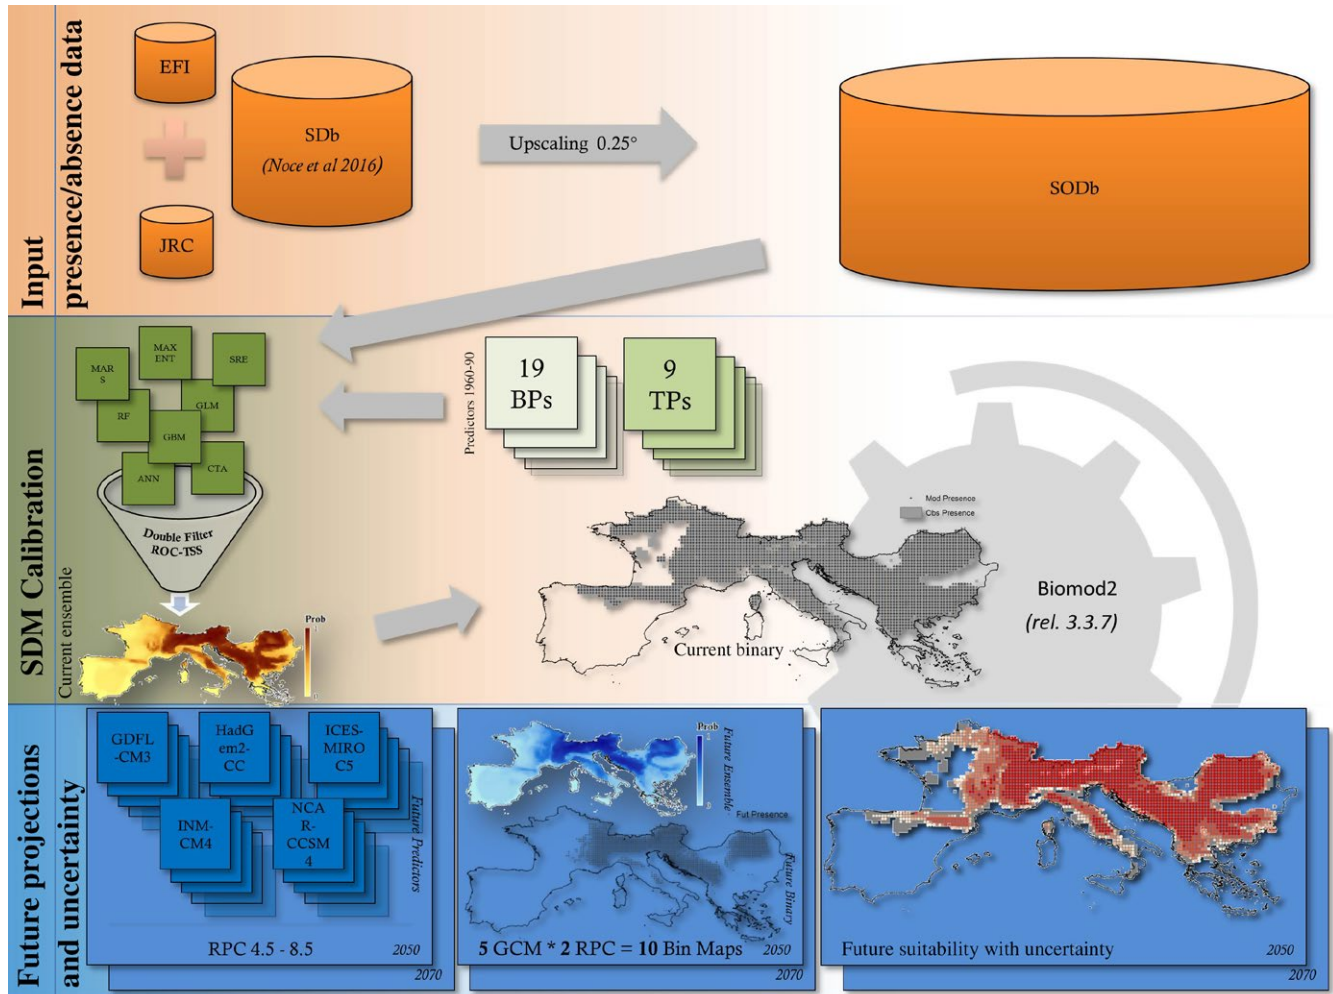 Input
presence/absence data
EFI
JRC
SDb
(Noce et al 2016)
Upscaling 0.25°
SODb
SDM Calibration
MAR
S
MAX
ENT
SRE
RF
GLM
GBM
ANN
CTA
Double Filter
ROC-TSS
Current ensemble
Prob
1
Predictors 1960-90
19
BPs
9
TPs
Mod Presence
Obs Presence
Current binary
Biomod2
(rel. 3.3.7)
Future projections
and uncertainty
GDFL
-CM3
HadG
em2-
CC
ICES-
MIRO
C5
INM-
CM4
NCA
R-
CCSM
4
Future Predictors
RPC 4.5 - 8.5
2050
2070
Prob
1
Future Ensemble
Fut Presence
Future Binary
5 GCM * 2 RPC = 10 Bin Maps
2050
2070
Future suitability with uncertainty
2050
2070